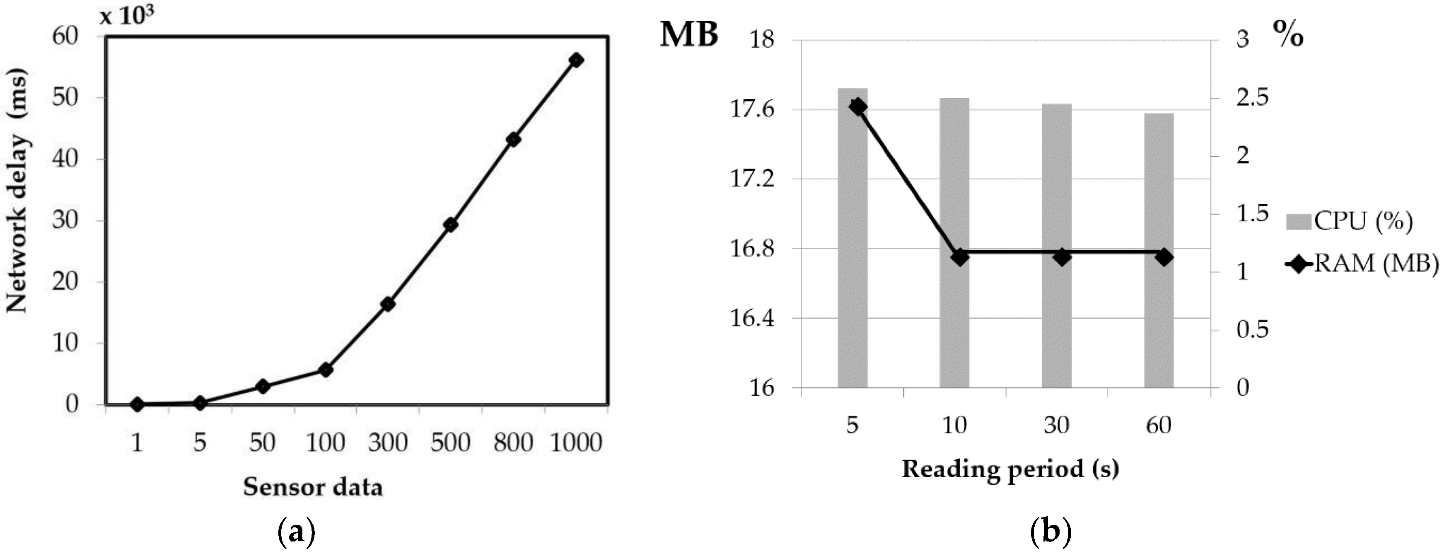 x 10³
60
50
40
30
20
10
0
Network delay (ms)
1 5 50 100 300 500 800 1000
Sensor data
(a)
MB
%
18
17.6
17.2
16.8
16.4
16
3
2.5
2
1.5
1
0.5
0
5 10 30 60
Reading period (s)
CPU (%)
RAM (MB)
(b)